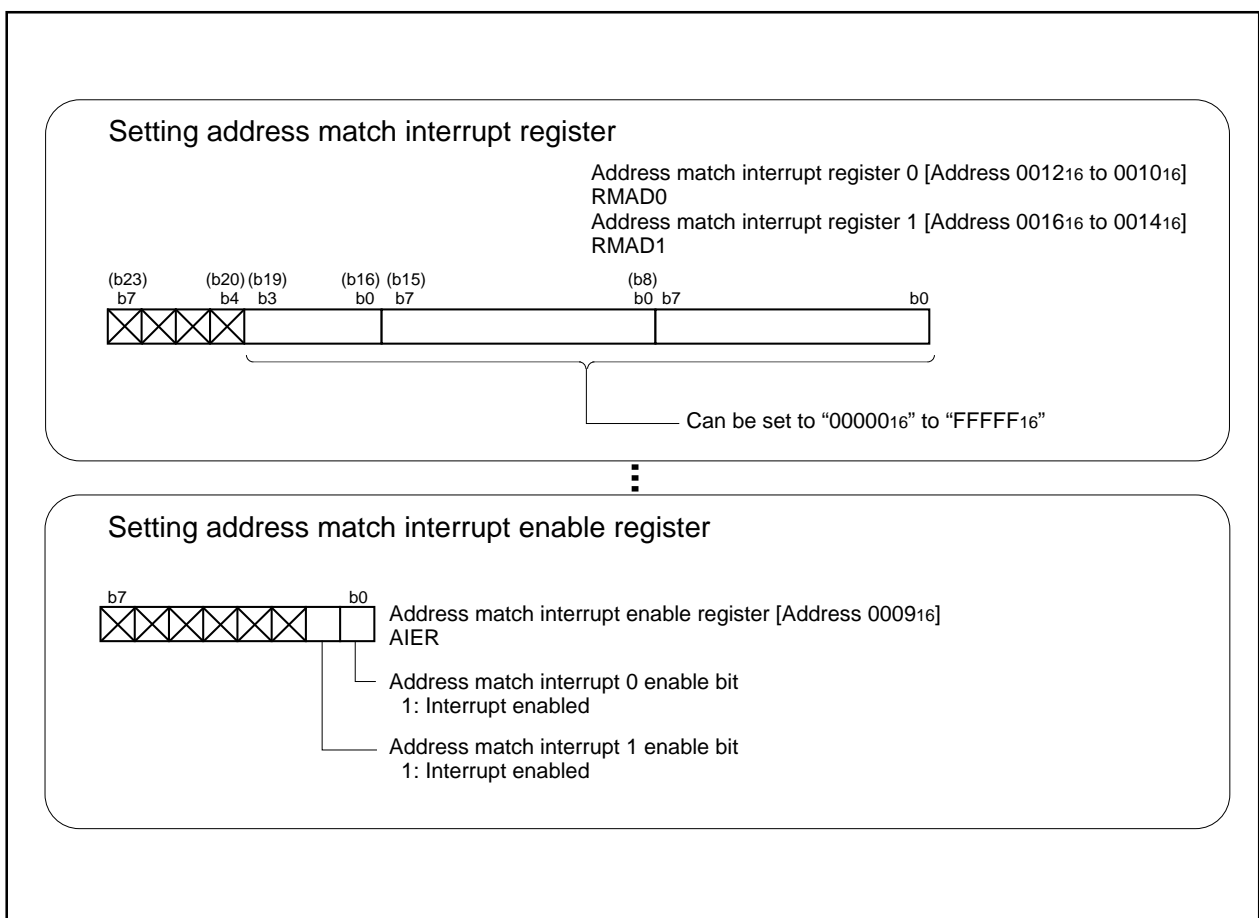 Setting address match interrupt register
Address match interrupt register 0 [Address 001216 to 001016]
RMAD0
Address match interrupt register 1 [Address 001616 to 001416]
RMAD1
(b23) (b20) (b19) (b16) (b15) (b8)
b7 b4 b3 b0 b7 b0 b7 b0
Can be set to “0000016” to “FFFFF16”
Setting address match interrupt enable register
b7 b0
Address match interrupt enable register [Address 000916]
AIER
Address match interrupt 0 enable bit
1: Interrupt enabled
Address match interrupt 1 enable bit
1: Interrupt enabled